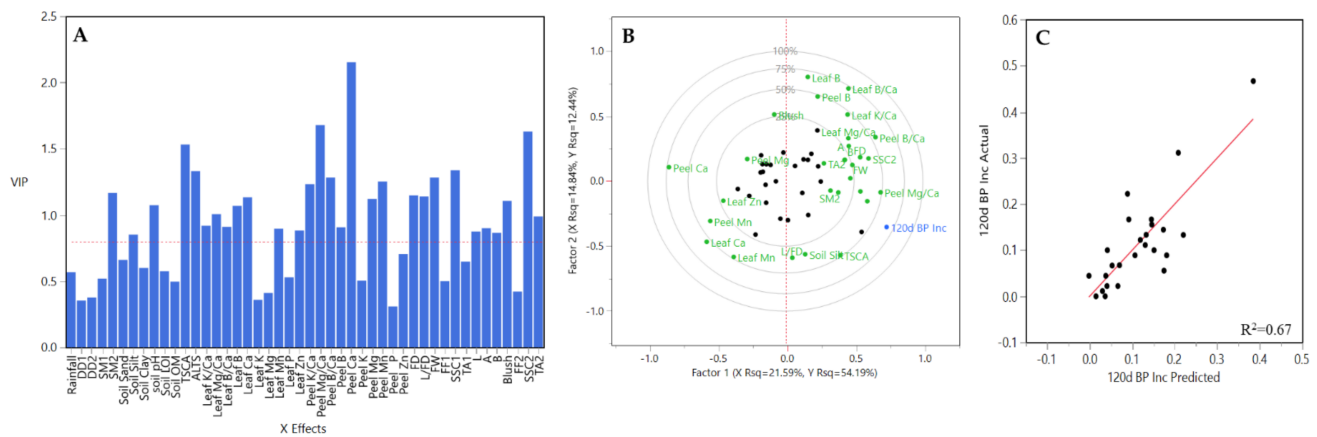 A
2.5
2.0
1.5
1.0
0.5
0.0
VIP
Rainfall
DD1
DD2
SM1
SM2
Soil Sand
Soil Silt
Soil Clay
soil pH
Soil LOI
Soil OM
TSCA
ALTS
Leaf K/Ca
Leaf Mg/Ca
Leaf B/Ca
Leaf B
Leaf Ca
Leaf K
Leaf Mg
Leaf Mn
Leaf P
Leaf Zn
Peel K/Ca
Peel Mg/Ca
Peel B/Ca
Peel B
Peel Ca
Peel K
Peel Mg
Peel Mn
Peel P
Peel Zn
FD
L/FD
FW
FF1
SSC1
TA1
L
A
B
Blush
FF2
SSC2
TA2
X Effects
B
1.0
0.5
0.0
-0.5
-1.0
Factor 2 (X Rsq=14.84%, Y Rsq=12.44%)
100%
75%
50%
25%
Leaf B
Leaf B/Ca
Peel B
Blush
Leaf K/Ca
Leaf Mg/Ca
Peel B/Ca
A
B
FD
SSC2
Peel Mg
TA2
FW
Peel Ca
SM2
Peel Mg/Ca
Leaf Zn
Peel Mn
120d BP Inc
Leaf Ca
Leaf Mn
L/FD
Soil Silt
TSCA
-1.0
-0.5
0.0
0.5
1.0
Factor 1 (X Rsq=21.59%, Y Rsq=54.19%)
C
0.6
0.5
0.4
0.3
0.2
0.1
0.0
-0.1
120d BP Inc Actual
R²=0.67
-0.1
0.0
0.1
0.2
0.3
0.4
0.5
120d BP Inc Predicted